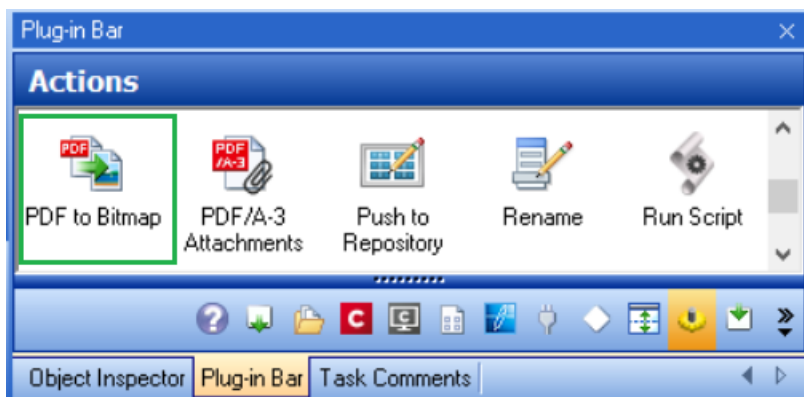 Plug-in Bar
Actions
PDF
PDF
/A-3
PDF to Bitmap
PDF/A-3
Attachments
Push to
Repository
Rename
Run Script
C
C
Object Inspector
Plug-in Bar
Task Comments